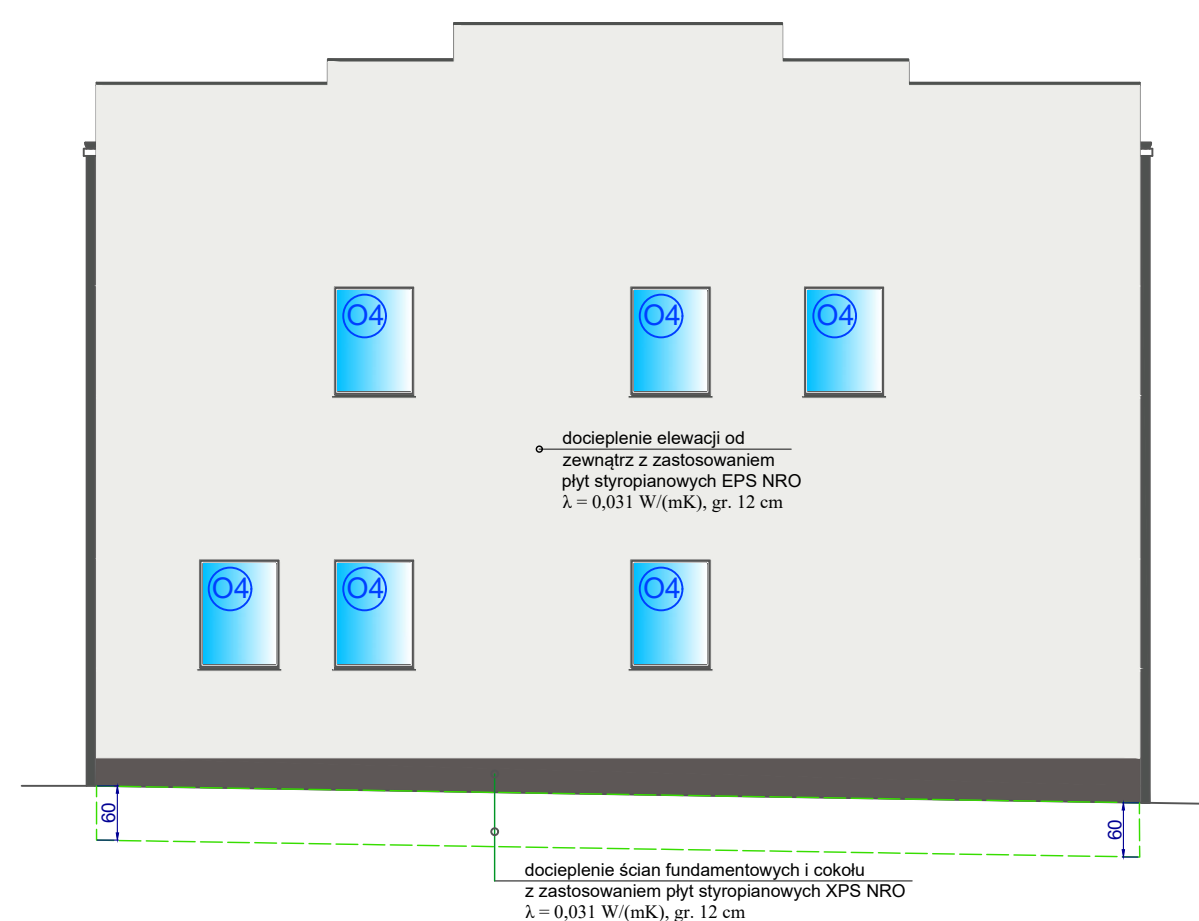 O4 O4 O4
docieplenie elewacji od
zewnątrz z zastosowaniem
płyt styropianowych EPS NRO
λ = 0,031 W/(mK), gr. 12 cm
O4 O4 O4
60 60
docieplenie ścian fundamentowych i cokołu
z zastosowaniem płyt styropianowych XPS NRO
λ = 0,031 W/(mK), gr. 12 cm